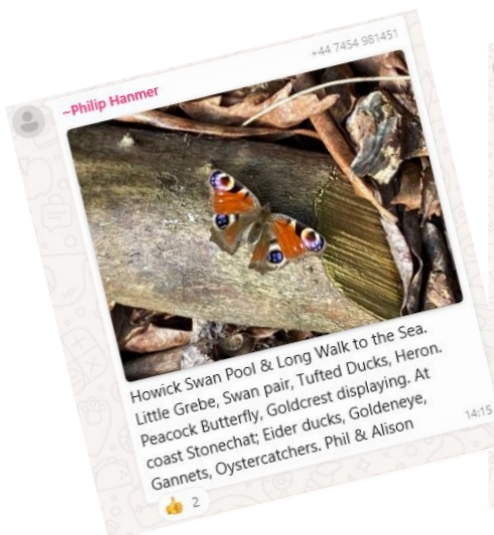 +44 7454 981451
~Philip Hanmer
Howick Swan Pool & Long Walk to the Sea.
Little Grebe, Swan pair, Tufted Ducks, Heron.
Peacock Butterfly, Goldcrest displaying. At
coast Stonechat; Eider ducks, Goldeneye,
Gannets, Oystercatchers. Phil & Alison
14:15
👍 2